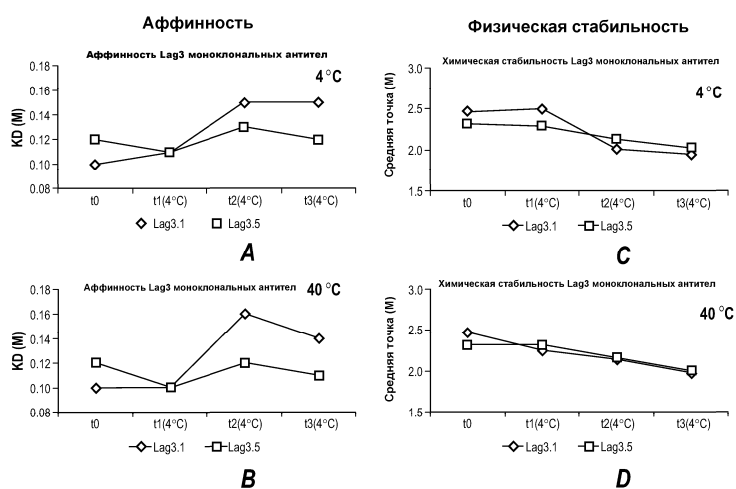 Аффинность
Физическая стабильность
Аффинность Lag3 моноклональных антител
4 °C
KD (M)
0.18
0.16
0.14
0.12
0.10
0.08
t0 t1(4°C) t2(4°C) t3(4°C)
Lag3.1 Lag3.5
A
Химическая стабильность Lag3 моноклональных антител
4 °C
Средняя точка (M)
3.0
2.5
2.0
1.5
t0 t1(4°C) t2(4°C) t3(4°C)
Lag3.1 Lag3.5
C
Аффинность Lag3 моноклональных антител
40 °C
KD (M)
0.18
0.16
0.14
0.12
0.10
0.08
t0 t1(4°C) t2(4°C) t3(4°C)
Lag3.1 Lag3.5
B
Химическая стабильность Lag3 моноклональных антител
40 °C
Средняя точка (M)
3.0
2.5
2.0
1.5
t0 t1(4°C) t2(4°C) t3(4°C)
Lag3.1 Lag3.5
D